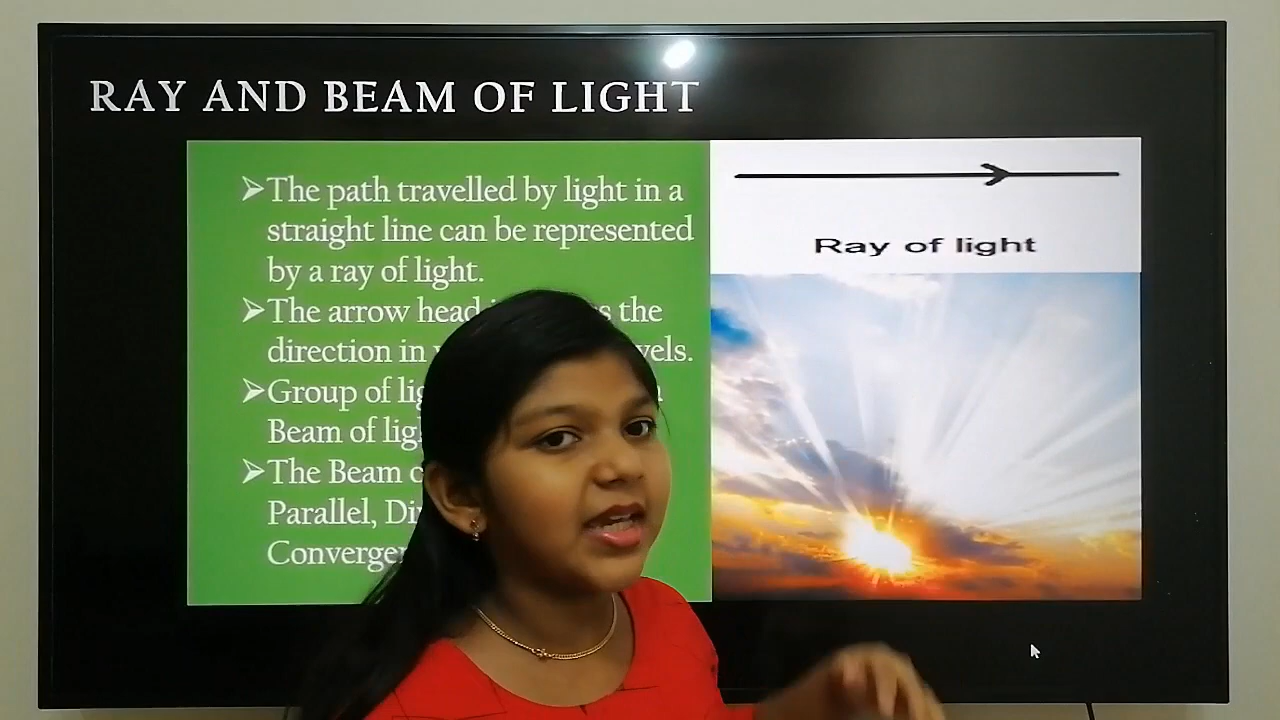 RAY AND BEAM OF LIGHT
➢The path travelled by light in a
straight line can be represented
by a ray of light.
➢The arrow head the
direction in
➢Group of
Beam of
➢The Beam
Parallel,
Ray of light